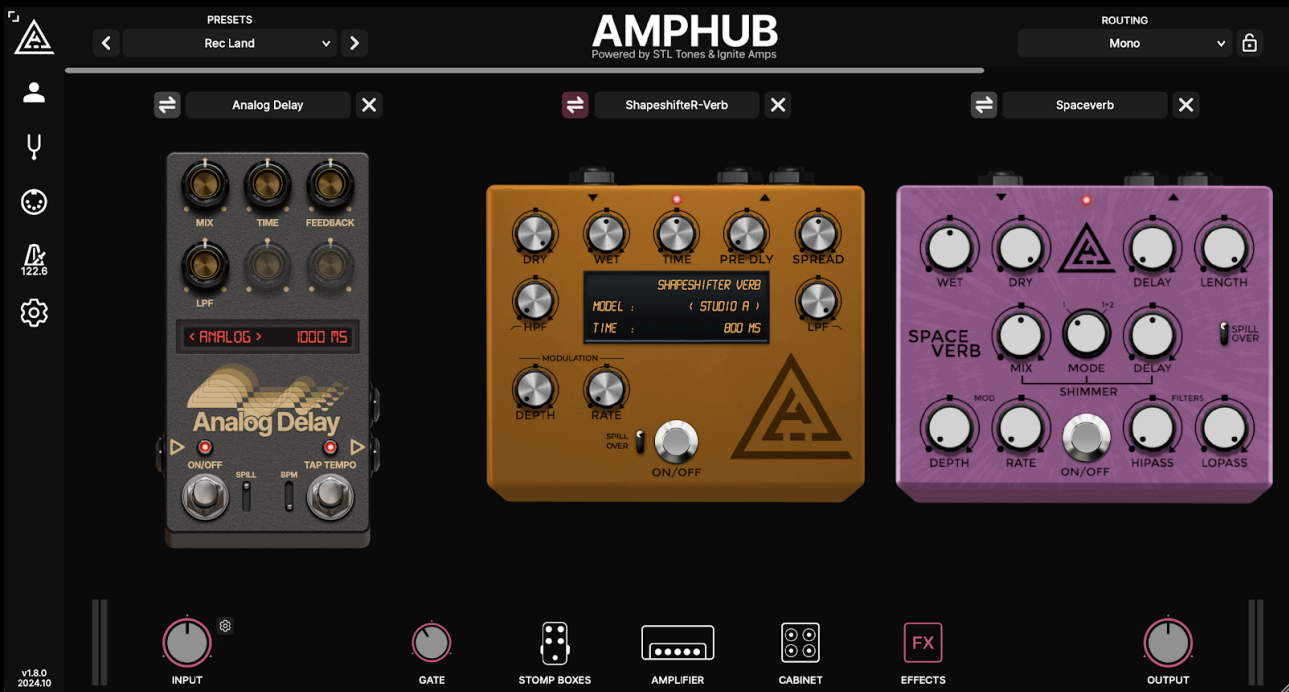 PRESETS
Rec Land
AMPHUB
Powered by STL Tones & Ignite Amps
ROUTING
Mono
122.6
v1.8.0
2024.10
Analog Delay
MIX TIME FEEDBACK
LPF
< ANALOG > 1000 MS
Analog Delay
ON/OFF TAP TEMPO
SPILL BPM
ShapeshifteR-Verb
DRY WET TIME PRE DLY SPREAD
HPF LPF
SHAPESHIFTER VERB
MODEL : < STUDIO A >
TIME : 800 MS
MODULATION
DEPTH RATE
SPILL
OVER
ON/OFF
Spaceverb
WET DRY DELAY LENGTH
SPACE
VERB
1 1+2
MIX MODE DELAY
SHIMMER
SPILL
OVER
MOD FILTERS
DEPTH RATE ON/OFF HIPASS LOPASS
INPUT GATE STOMP BOXES AMPLIFIER CABINET
FX
EFFECTS OUTPUT